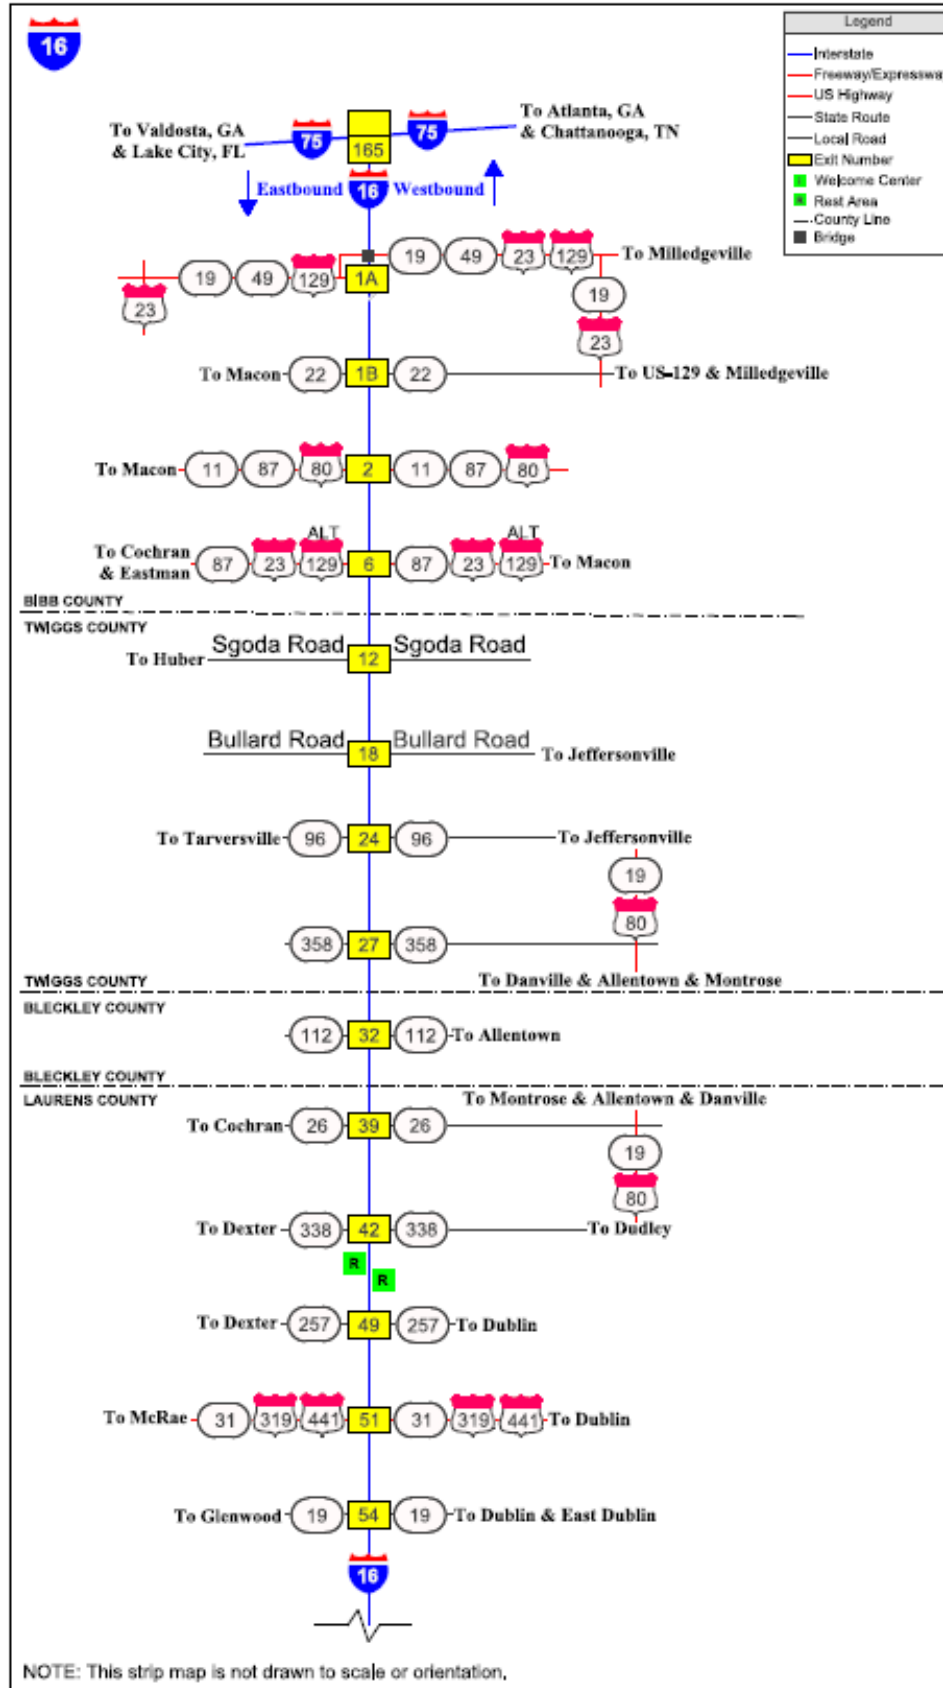 16
Legend
Interstate
Freeway/Expresswa
US Highway
State Route
Local Road
Exit Number
L Welcome Center
R Rest Area
County Line
Bridge
To Valdosta, GA
& Lake City, FL
75
165
75
To Atlanta, GA
& Chattanooga, TN
Eastbound 16 Westbound
23 19 49 129 1A 19 49 23 129 To Milledgeville
19
23
To Macon 22 1B 22 To US-129 & Milledgeville
To Macon 11 87 80 2 11 87 80
ALT ALT
To Cochran
& Eastman
87 23 129 6 87 23 129 To Macon
BIBB COUNTY
TWIGGS COUNTY
To Huber Sgoda Road 12 Sgoda Road
Bullard Road 18 Bullard Road To Jeffersonville
To Tarversville 96 24 96 To Jeffersonville
19
80
358 27 358
To Danville & Allentown & Montrose
TWIGGS COUNTY
BLECKLEY COUNTY
112 32 112 To Allentown
BLECKLEY COUNTY
LAURENS COUNTY
To Montrose & Allentown & Danville
To Cochran 26 39 26
19
80
To Dexter 338 42 338 To Dudley
R
R
To Dexter 257 49 257 To Dublin
To McRae 31 319 441 51 31 319 441 To Dublin
To Glenwood 19 54 19 To Dublin & East Dublin
16
NOTE: This strip map is not drawn to scale or orientation.